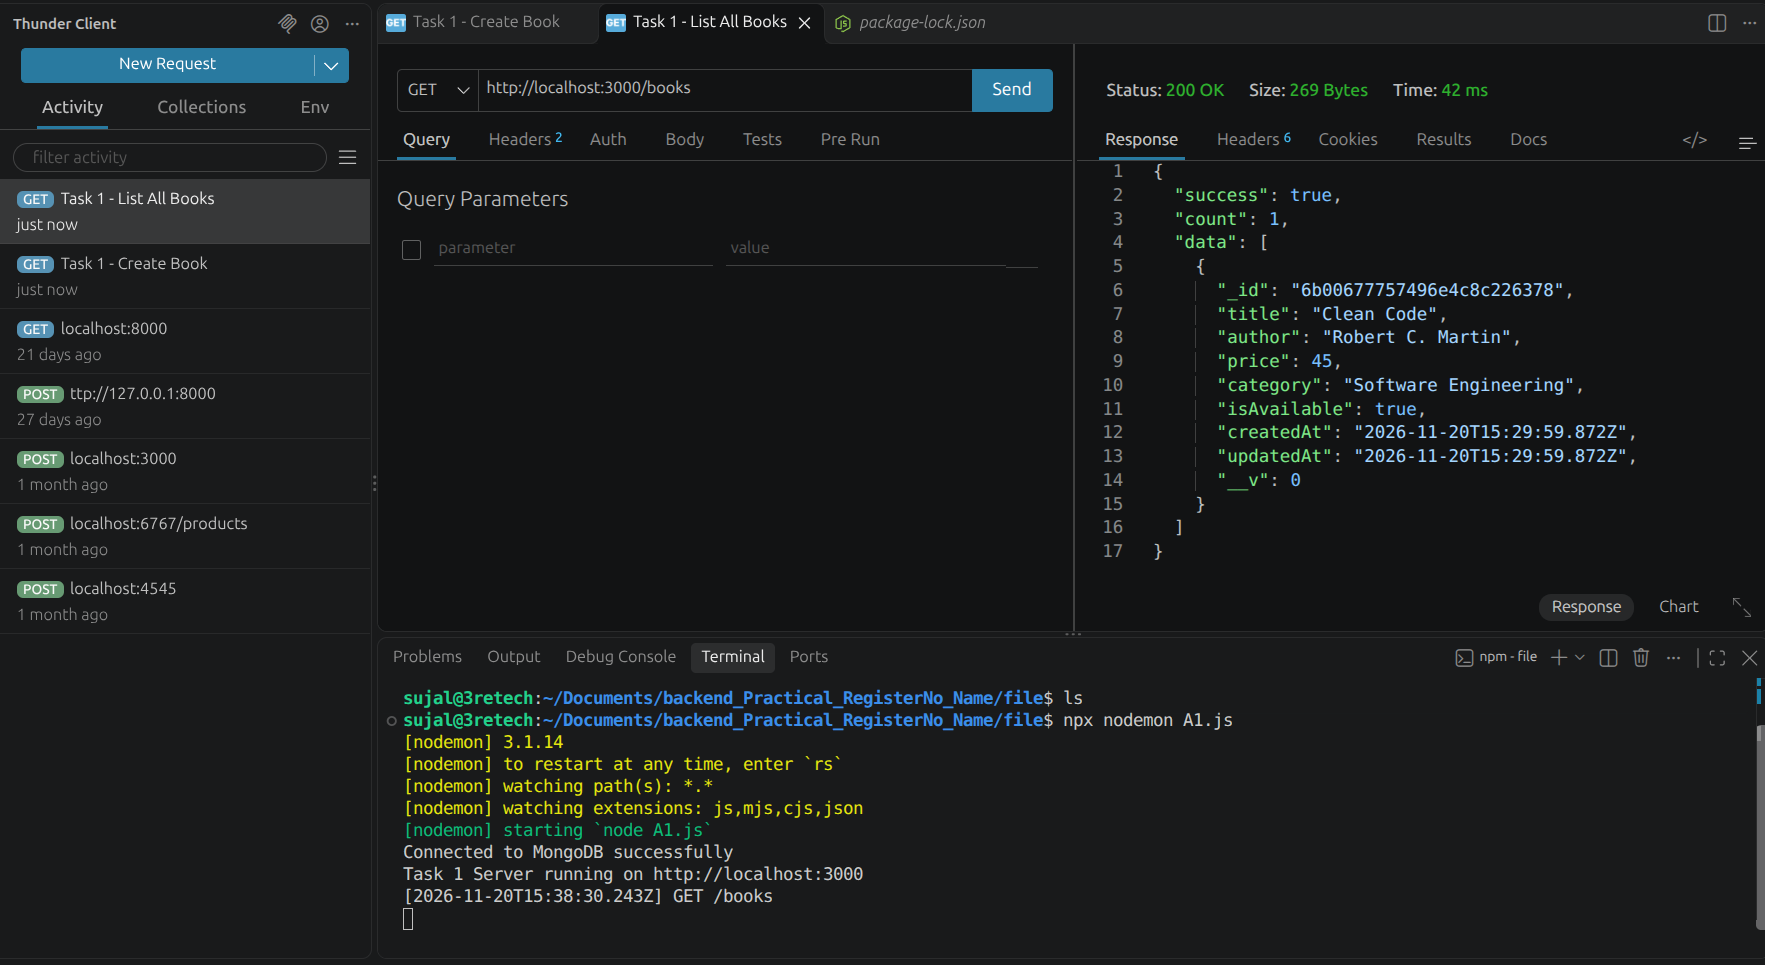 Thunder Client
New Request
Activity Collections Env
filter activity
GET Task 1 - List All Books
just now
GET Task 1 - Create Book
just now
GET localhost:8000
21 days ago
POST ttp://127.0.0.1:8000
27 days ago
POST localhost:3000
1 month ago
POST localhost:6767/products
1 month ago
POST localhost:4545
1 month ago
GET Task 1 - Create Book
GET Task 1 - List All Books
JS package-lock.json
GET http://localhost:3000/books Send
Query Headers 2 Auth Body Tests Pre Run
Query Parameters
parameter value
Status: 200 OK Size: 269 Bytes Time: 42 ms
Response Headers 6 Cookies Results Docs </>
1 {
2 "success": true,
3 "count": 1,
4 "data": [
5 {
6 "_id": "6b00677757496e4c8c226378",
7 "title": "Clean Code",
8 "author": "Robert C. Martin",
9 "price": 45,
10 "category": "Software Engineering",
11 "isAvailable": true,
12 "createdAt": "2026-11-20T15:29:59.872Z",
13 "updatedAt": "2026-11-20T15:29:59.872Z",
14 "__v": 0
15 }
16 ]
17 }
Response Chart
Problems Output Debug Console Terminal Ports
npm - file
sujal@3retech:~/Documents/backend_Practical_RegisterNo_Name/file$ ls
sujal@3retech:~/Documents/backend_Practical_RegisterNo_Name/file$ npx nodemon A1.js
[nodemon] 3.1.14
[nodemon] to restart at any time, enter `rs`
[nodemon] watching path(s): *.*
[nodemon] watching extensions: js,mjs,cjs,json
[nodemon] starting `node A1.js`
Connected to MongoDB successfully
Task 1 Server running on http://localhost:3000
[2026-11-20T15:38:30.243Z] GET /books